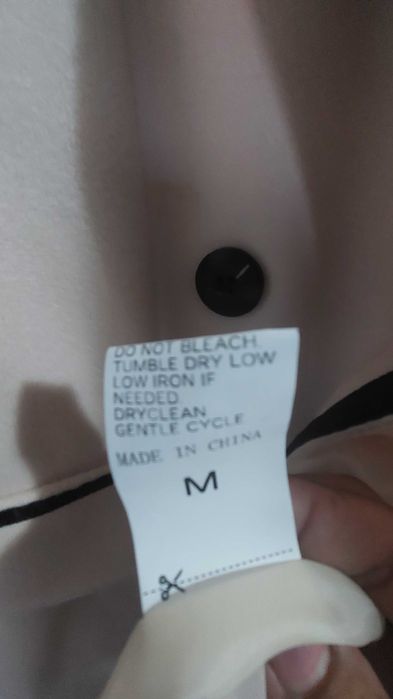 DO NOT BLEACH.
TUMBLE DRY LOW
LOW IRON IF
NEEDED
DRYCLEAN
GENTLE CYCLE
MADE IN CHINA
M